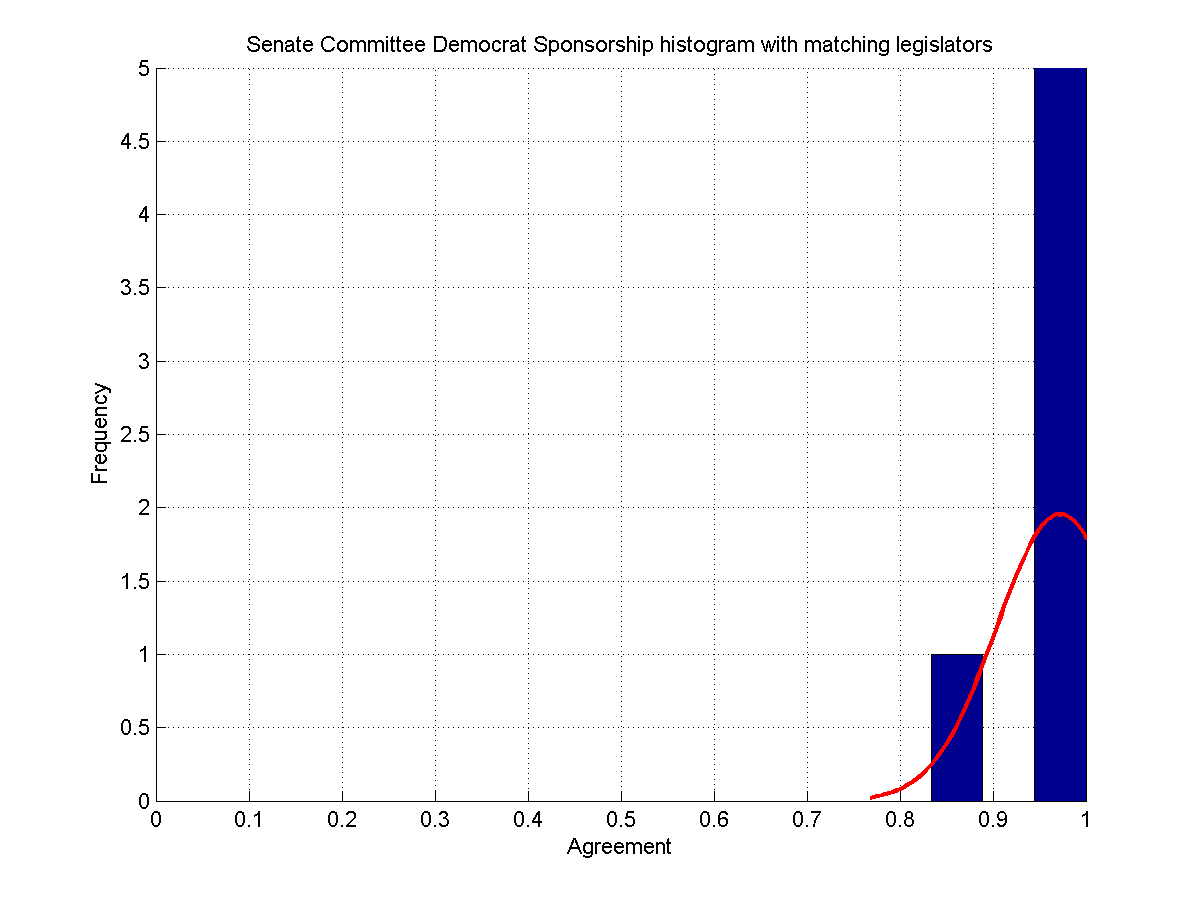 Senate Committee Democrat Sponsorship histogram with matching legislators
5
4.5
4
3.5
3
2.5
2
1.5
1
0.5
0
Frequency
0 0.1 0.2 0.3 0.4 0.5 0.6 0.7 0.8 0.9 1
Agreement